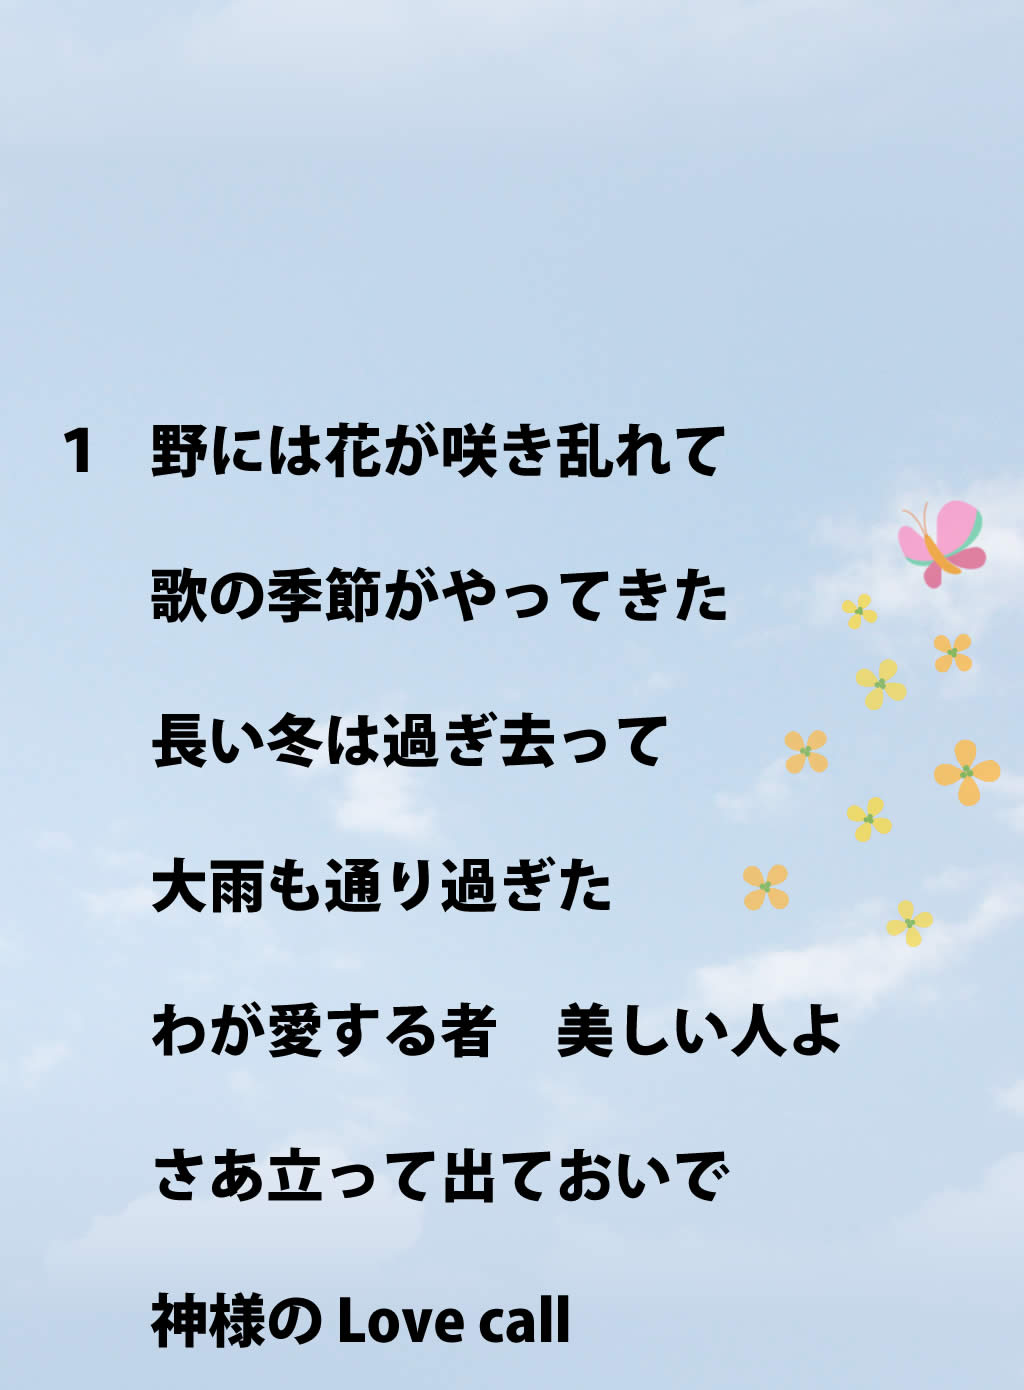 1　野には花が咲き乱れて
歌の季節がやってきた
長い冬は過ぎ去って
大雨も通り過ぎた
わが愛する者　美しい人よ
さあ立って出ておいで
神様の Love call